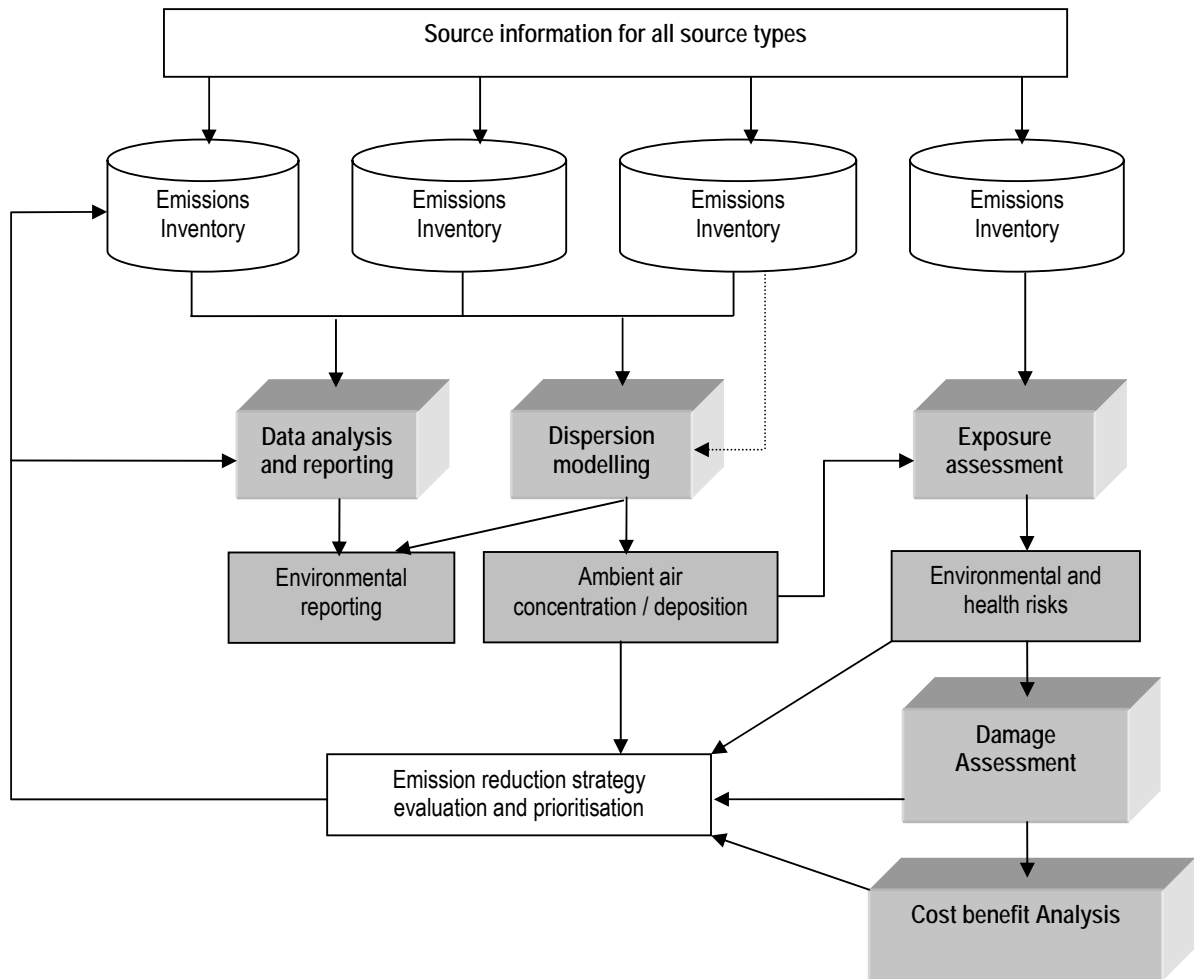 Source information for all source types
Emissions
Inventory
Emissions
Inventory
Emissions
Inventory
Emissions
Inventory
Data analysis
and reporting
Dispersion
modelling
Exposure
assessment
Environmental
reporting
Ambient air
concentration / deposition
Environmental and
health risks
Damage
Assessment
Emission reduction strategy
evaluation and prioritisation
Cost benefit Analysis